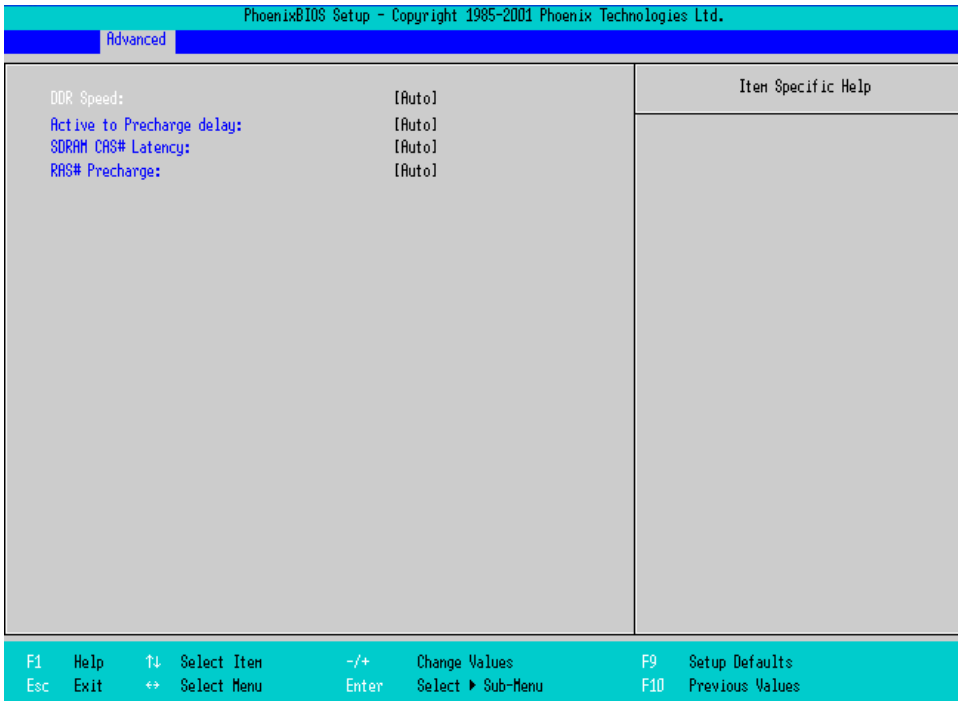 PhoenixBIOS Setup - Copyright 1985-2001 Phoenix Technologies Ltd.
Advanced
DDR Speed: [Auto]
Active to Precharge delay: [Auto]
SDRAM CAS# Latency: [Auto]
RAS# Precharge: [Auto]
Item Specific Help
F1 Help ↑↓ Select Item -/+ Change Values F9 Setup Defaults
Esc Exit ↔ Select Menu Enter Select ▶ Sub-Menu F10 Previous Values